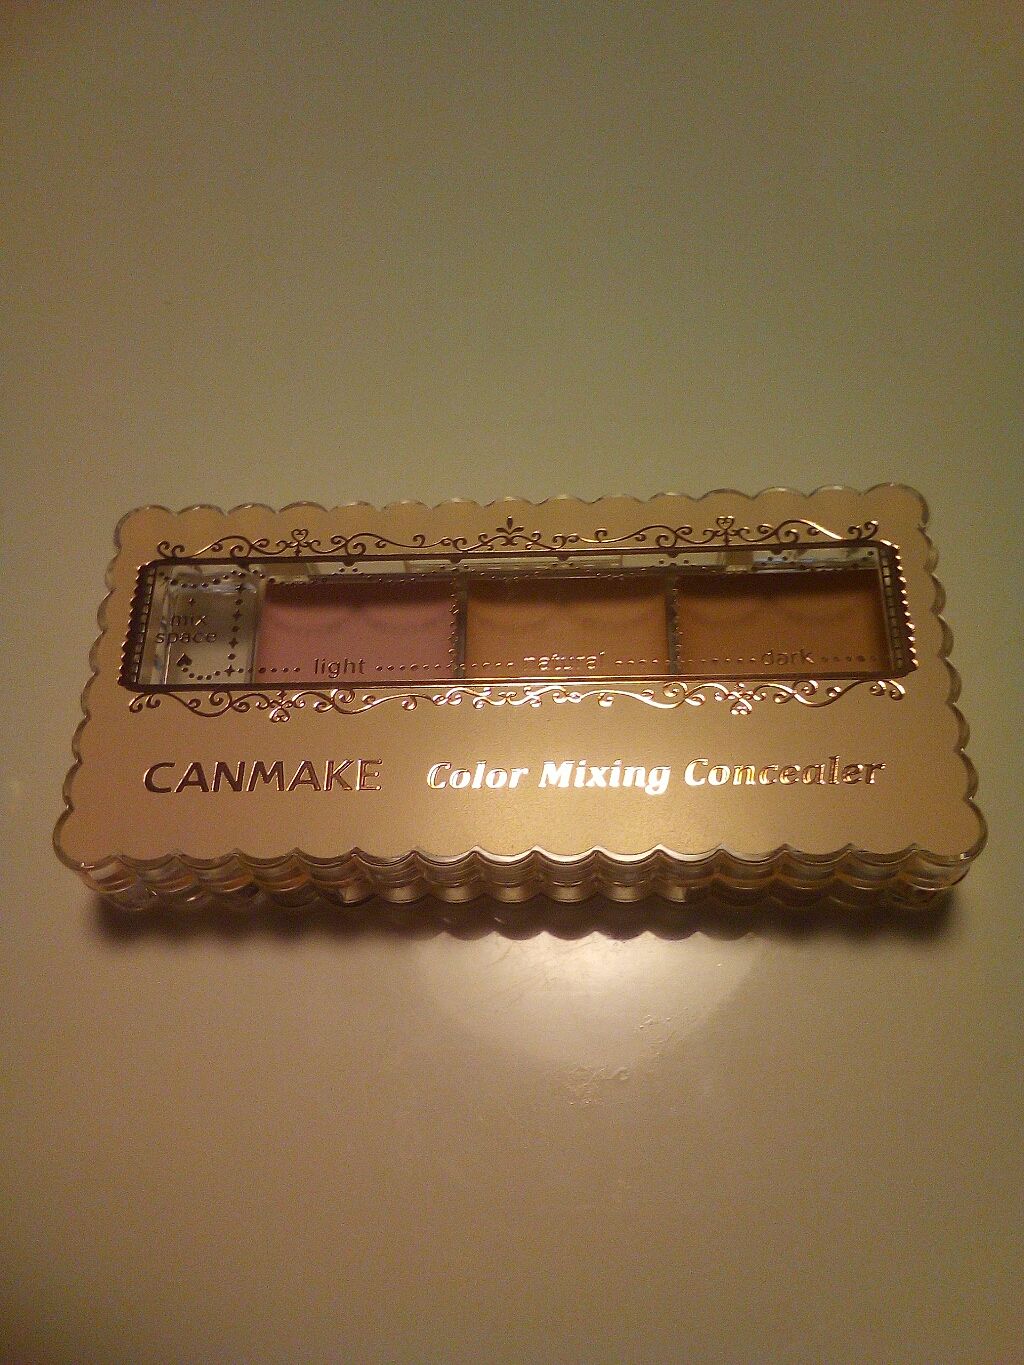 mix
space
light
natural
dark
CANMAKE Color Mixing Concealer